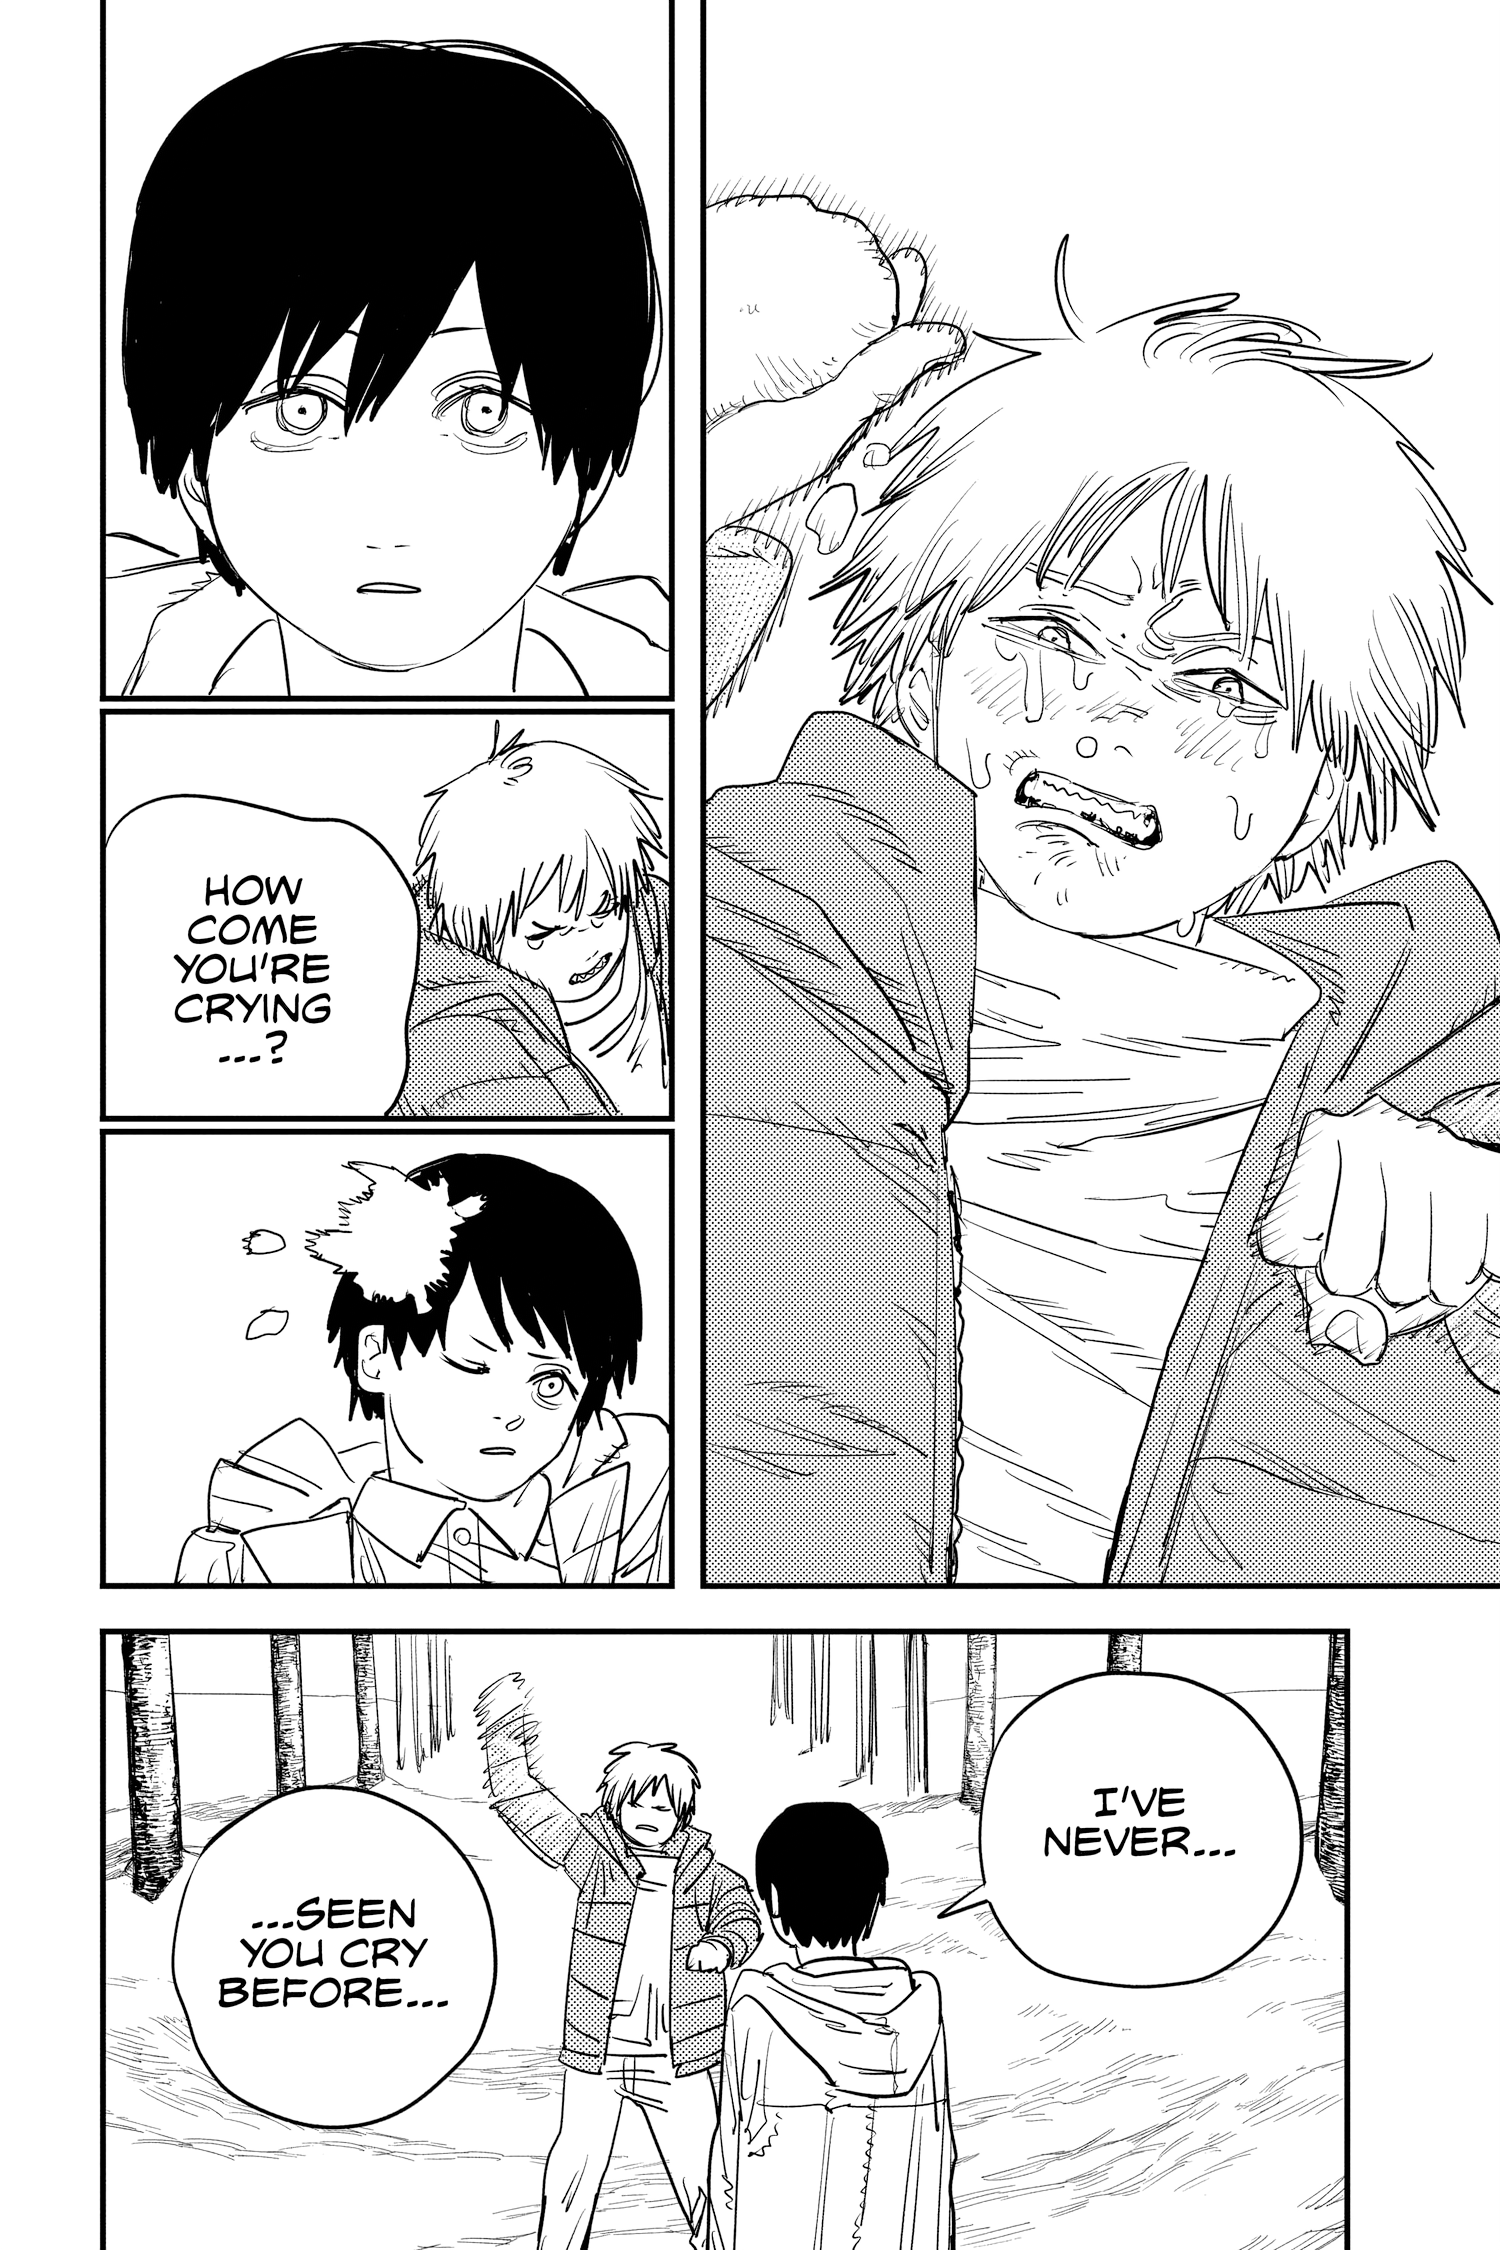 HOW
COME
YOU'RE
CRYING
...?
I'VE
NEVER...
...SEEN
YOU CRY
BEFORE...